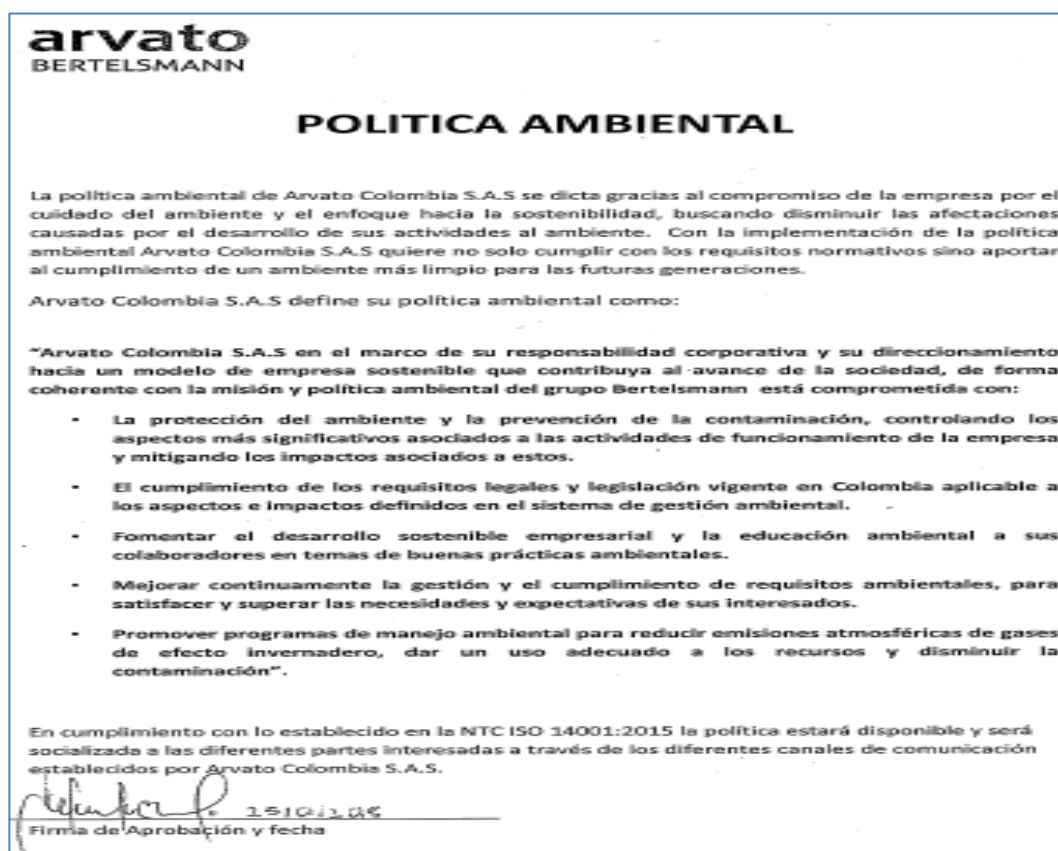 arvato
BERTELSMANN
POLITICA AMBIENTAL
La política ambiental de Arvato Colombia S.A.S se dicta gracias al compromiso de la empresa por el
cuidado del ambiente y el enfoque hacia la sostenibilidad, buscando disminuir las afectaciones
causadas por el desarrollo de sus actividades al ambiente. Con la implementación de la política
ambiental Arvato Colombia S.A.S quiere no solo cumplir con los requisitos normativos sino aportar
al cumplimiento de un ambiente más limpio para las futuras generaciones.
Arvato Colombia S.A.S define su política ambiental como:
"Arvato Colombia S.A.S en el marco de su responsabilidad corporativa y su direccionamiento
hacia un modelo de empresa sostenible que contribuya al avance de la sociedad, de forma
coherente con la misión y política ambiental del grupo Bertelsmann está comprometida con:
- La protección del ambiente y la prevención de la contaminación, controlando los
aspectos más significativos asociados a las actividades de funcionamiento de la empresa
y mitigando los impactos asociados a estos.
- El cumplimiento de los requisitos legales y legislación vigente en Colombia aplicable a
los aspectos e impactos definidos en el sistema de gestión ambiental.
- Fomentar el desarrollo sostenible empresarial y la educación ambiental a sus
colaboradores en temas de buenas prácticas ambientales.
- Mejorar continuamente la gestión y el cumplimiento de requisitos ambientales, para
satisfacer y superar las necesidades y expectativas de sus interesados.
- Promover programas de manejo ambiental para reducir emisiones atmosféricas de gases
de efecto invernadero, dar un uso adecuado a los recursos y disminuir la
contaminación".
En cumplimiento con lo establecido en la NTC ISO 14001:2015 la política estará disponible y será
socializada a las diferentes partes interesadas a través de los diferentes canales de comunicación
establecidos por Arvato Colombia S.A.S.
Firma de Aprobación y fecha